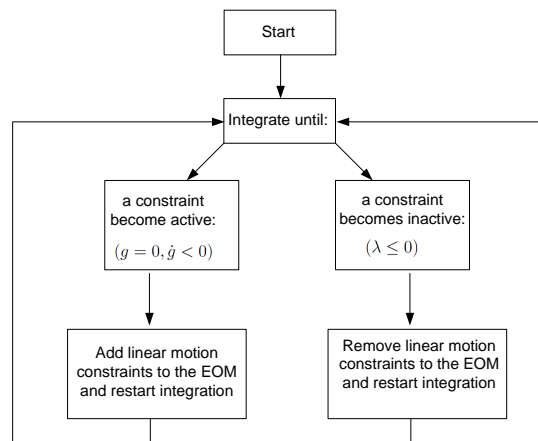 Start
Integrate until:
a constraint
become active:
(g = 0, ġ < 0)
a constraint
becomes inactive:
(λ ≤ 0)
Add linear motion
constraints to the EOM
and restart integration
Remove linear motion
constraints to the EOM
and restart integration